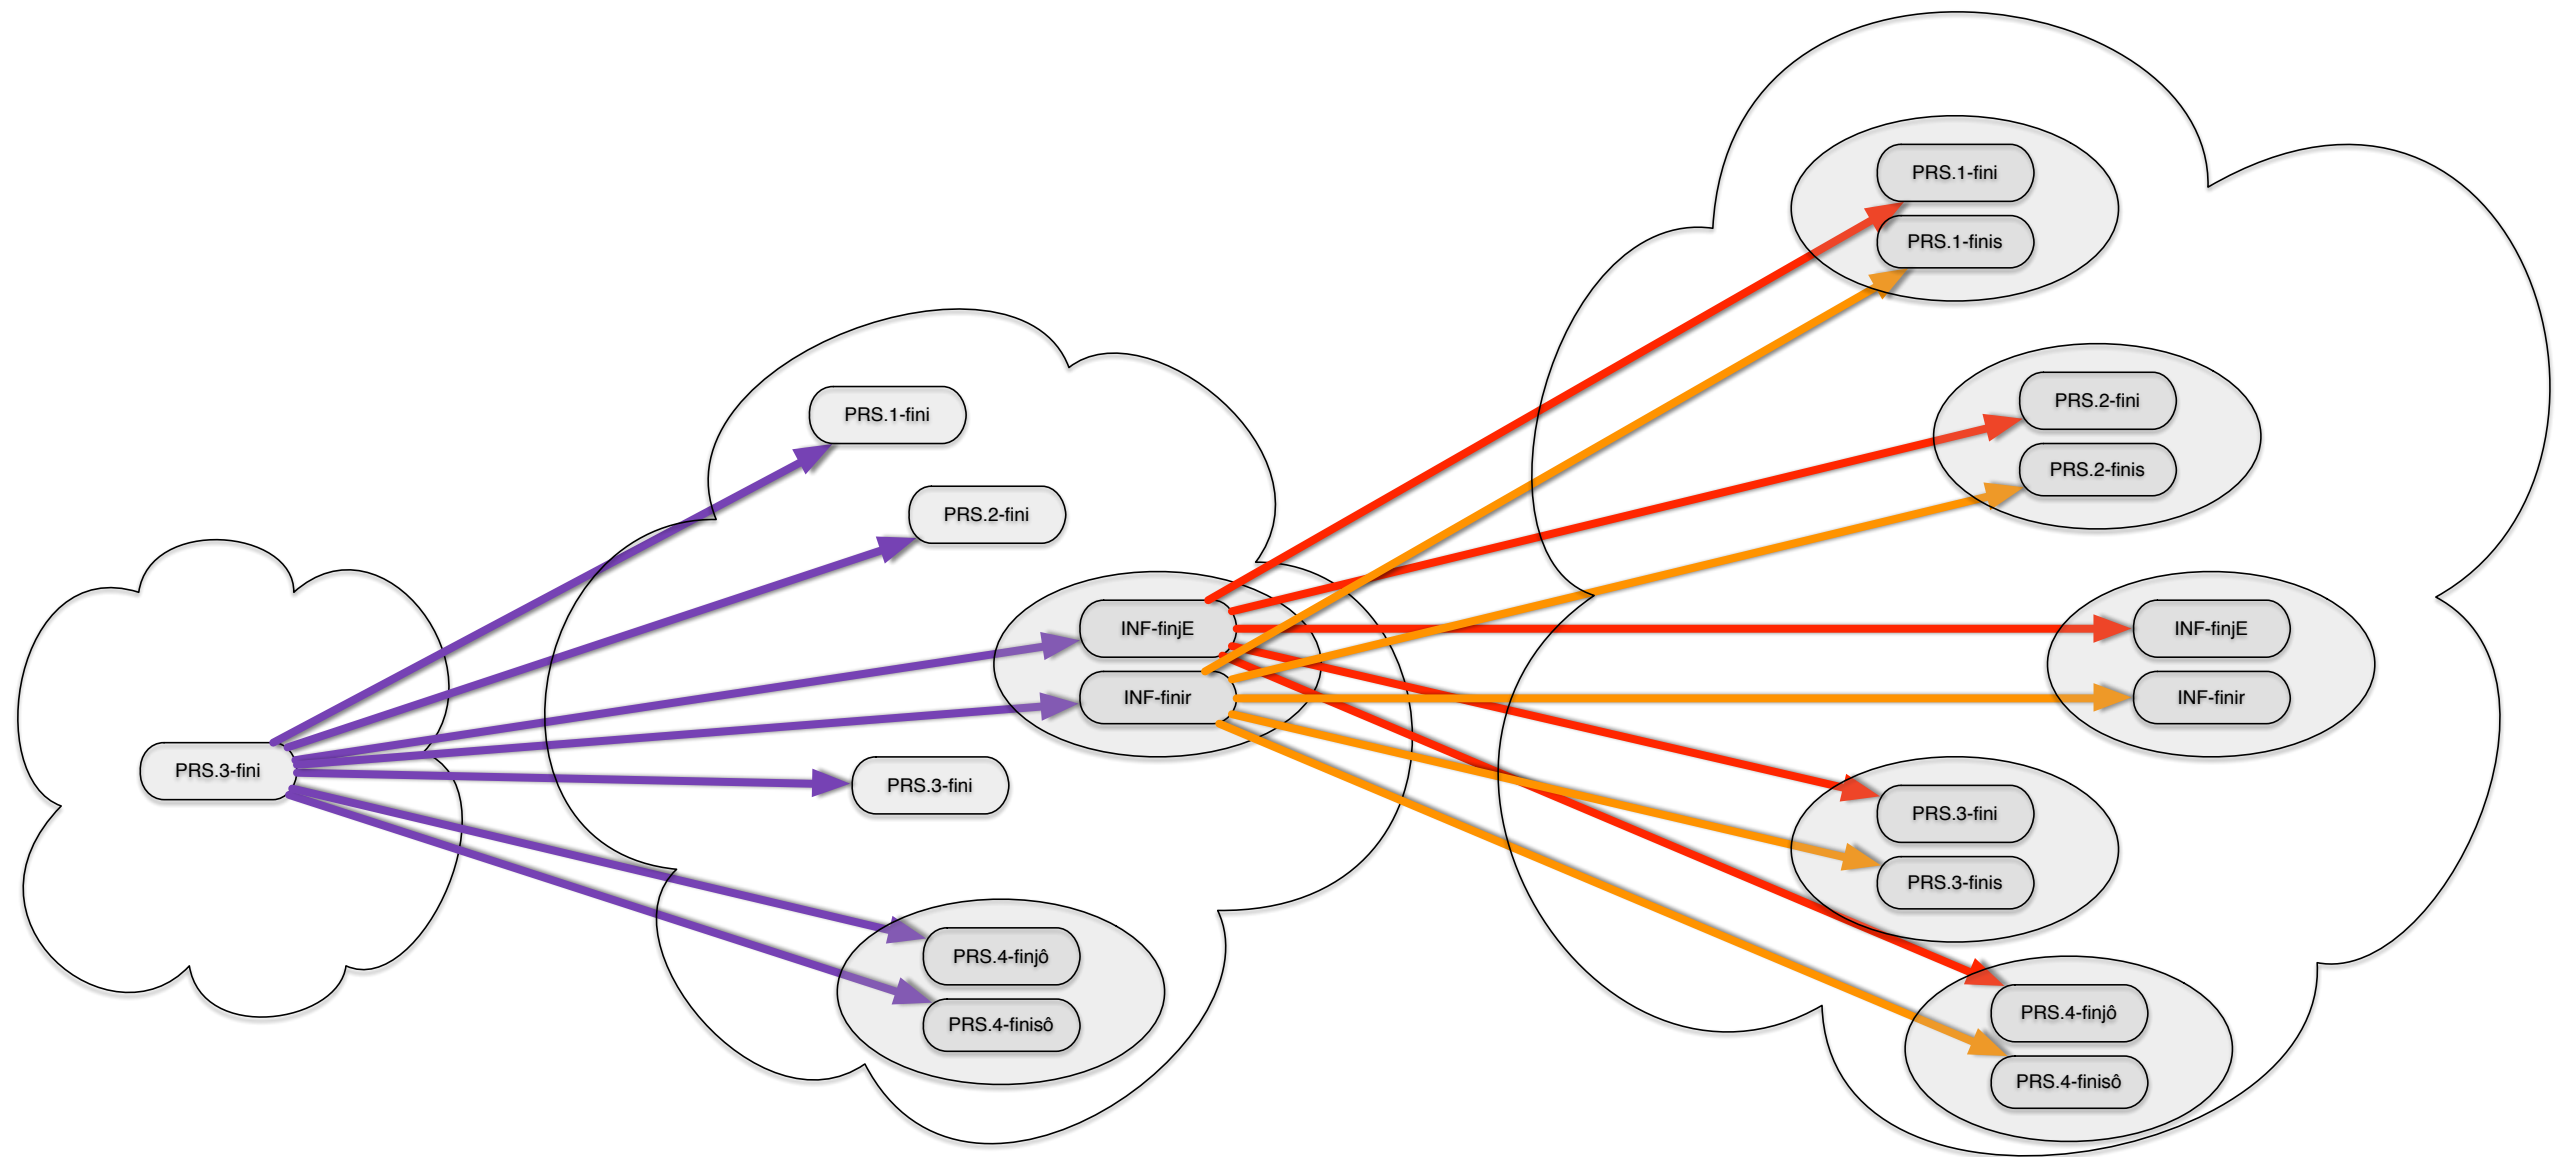 PRS.3-fini
PRS.1-fini
PRS.2-fini
INF-finjE
INF-finir
PRS.3-fini
PRS.4-finjô
PRS.4-finisô
PRS.1-fini
PRS.1-finis
PRS.2-fini
PRS.2-finis
INF-finjE
INF-finir
PRS.3-fini
PRS.3-finis
PRS.4-finjô
PRS.4-finisô